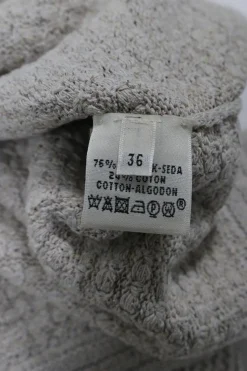 36
76% K-SEDA
24% COTON
COTTON-ALGODON